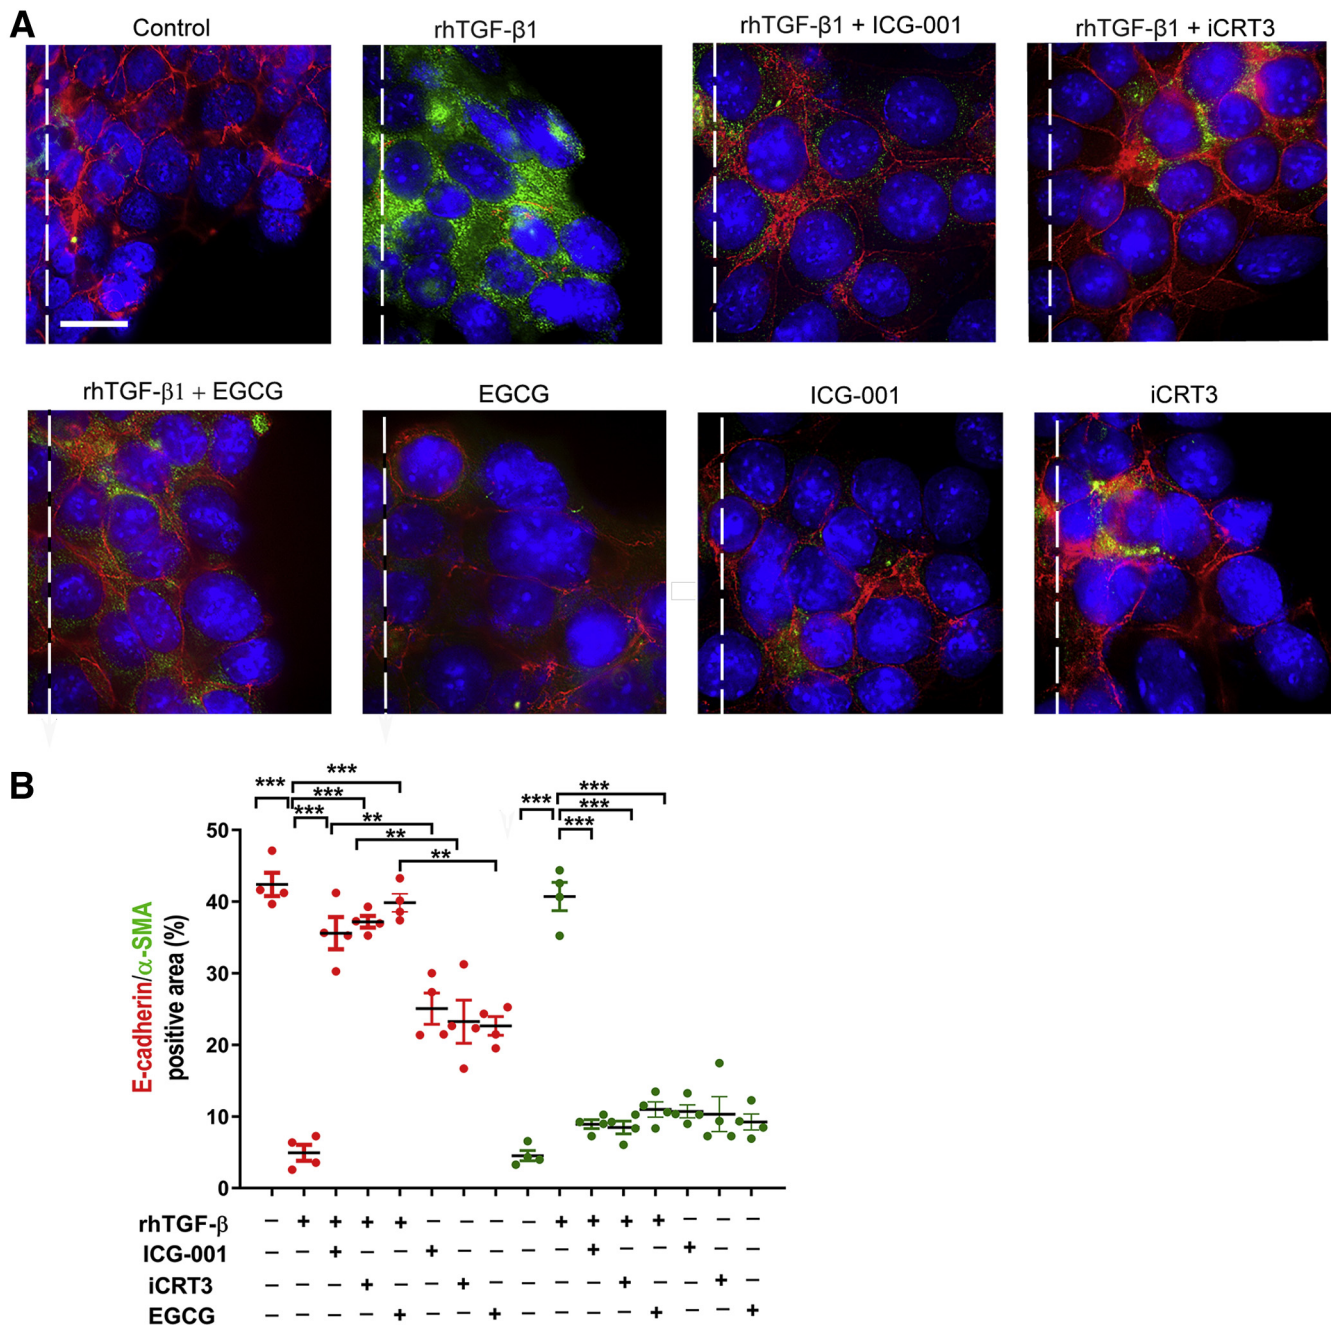 A
Control
rhTGF-β1
rhTGF-β1 + ICG-001
rhTGF-β1 + iCRT3
rhTGF-β1 + EGCG
EGCG
ICG-001
iCRT3
B
*** *** *** *** ** ** **
*** *** *** ***
E-cadherin/α-SMA
positive area (%)
50
40
30
20
10
0
rhTGF-β − + + + + − − − − + + + + − − −
ICG-001 − − + − − + − − − − + − − + − −
iCRT3 − − − + − − + − − − − + − − + −
EGCG − − − − + − − + − − − − + − − +